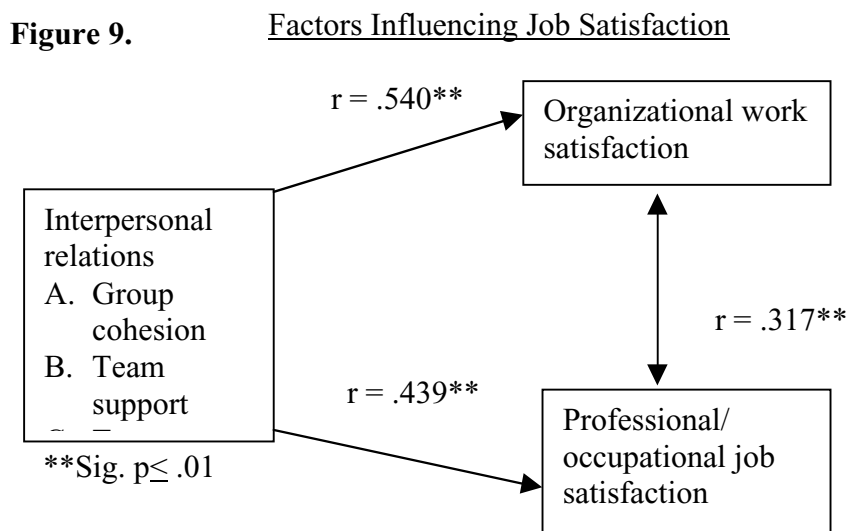 Figure 9.
Factors Influencing Job Satisfaction
r = .540**
Organizational work
satisfaction
Interpersonal
relations
A. Group
cohesion
B. Team
support
r = .317**
r = .439**
Professional/
occupational job
satisfaction
**Sig. p≤ .01